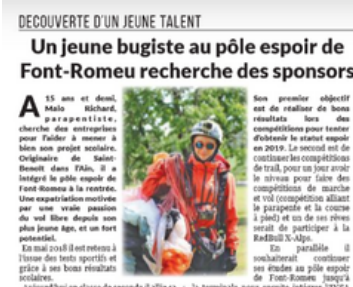 DECOUVERTE D'UN JEUNE TALENT
Un jeune bugiste au pôle espoir de
Font-Romeu recherche des sponsors
A 15 ans et demi,
Malo Richard,
parapentiste,
cherche des entreprises
pour l'aider à mener à
bien son projet scolaire.
Originaire de Saint-
Benoît dans l'Ain, il a
intégré le pôle espoir de
Font-Romeu à la rentrée.
Une expatriation motivée
par une vraie passion
du vol libre depuis son
plus jeune âge, et un fort
potentiel.
En mai 2018 il est retenu à
l'issue des tests sportifs et
grâce à ses bons résultats
scolaires.
Son premier objectif
est de réaliser de bons
résultats lors des
compétitions pour tenter
d'obtenir le statut espoir
en 2019. Le second est de
continuer les compétitions
de trail, pour un jour avoir
le niveau pour faire des
compétitions de marche
et vol (compétition alliant
le parapente et la course
à pied) et un de ses rêves
serait de participer à la
RedBull X-Alps.
En parallèle il
souhaiterait continuer
ses études au pôle espoir
de Font-Romeu jusqu'à